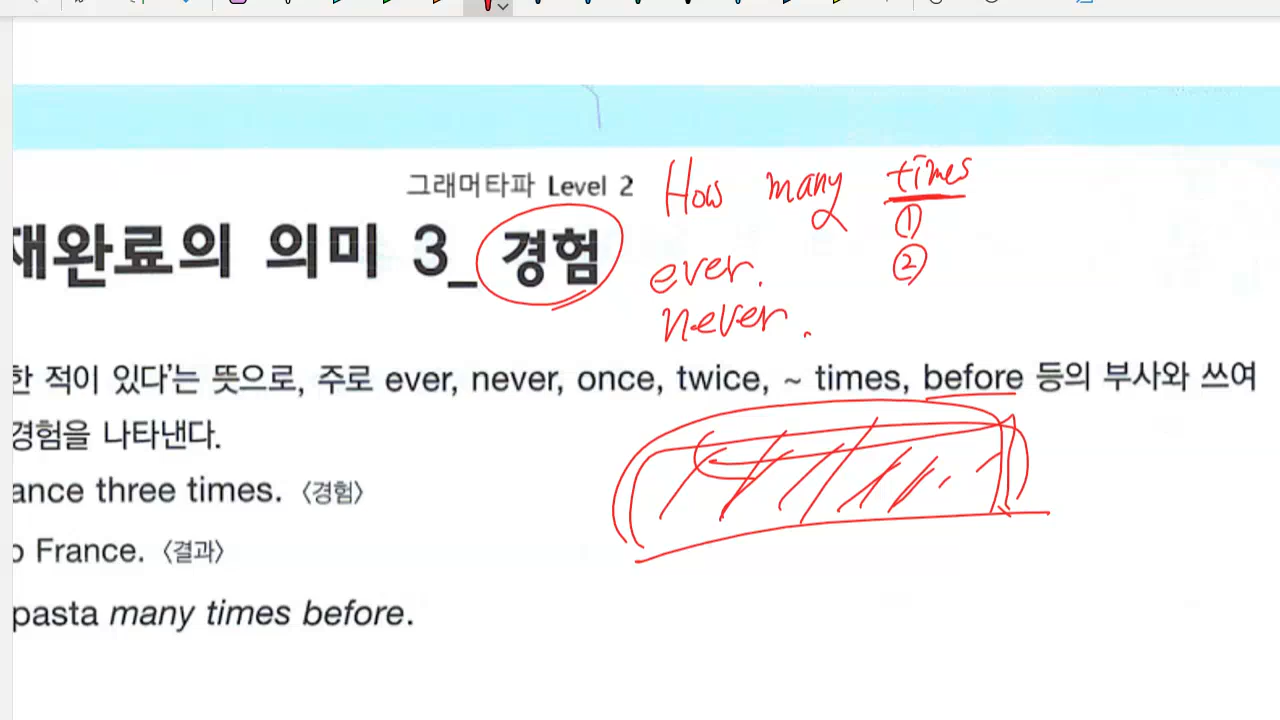 그래머타파 Level 2
How many times
재완료의 의미 3_ 경험
①
②
ever.
never.
한 적이 있다'는 뜻으로, 주로 ever, never, once, twice, ~ times, before 등의 부사와 쓰여
경험을 나타낸다.
ance three times. 〈경험〉
o France. 〈결과〉
pasta many times before.